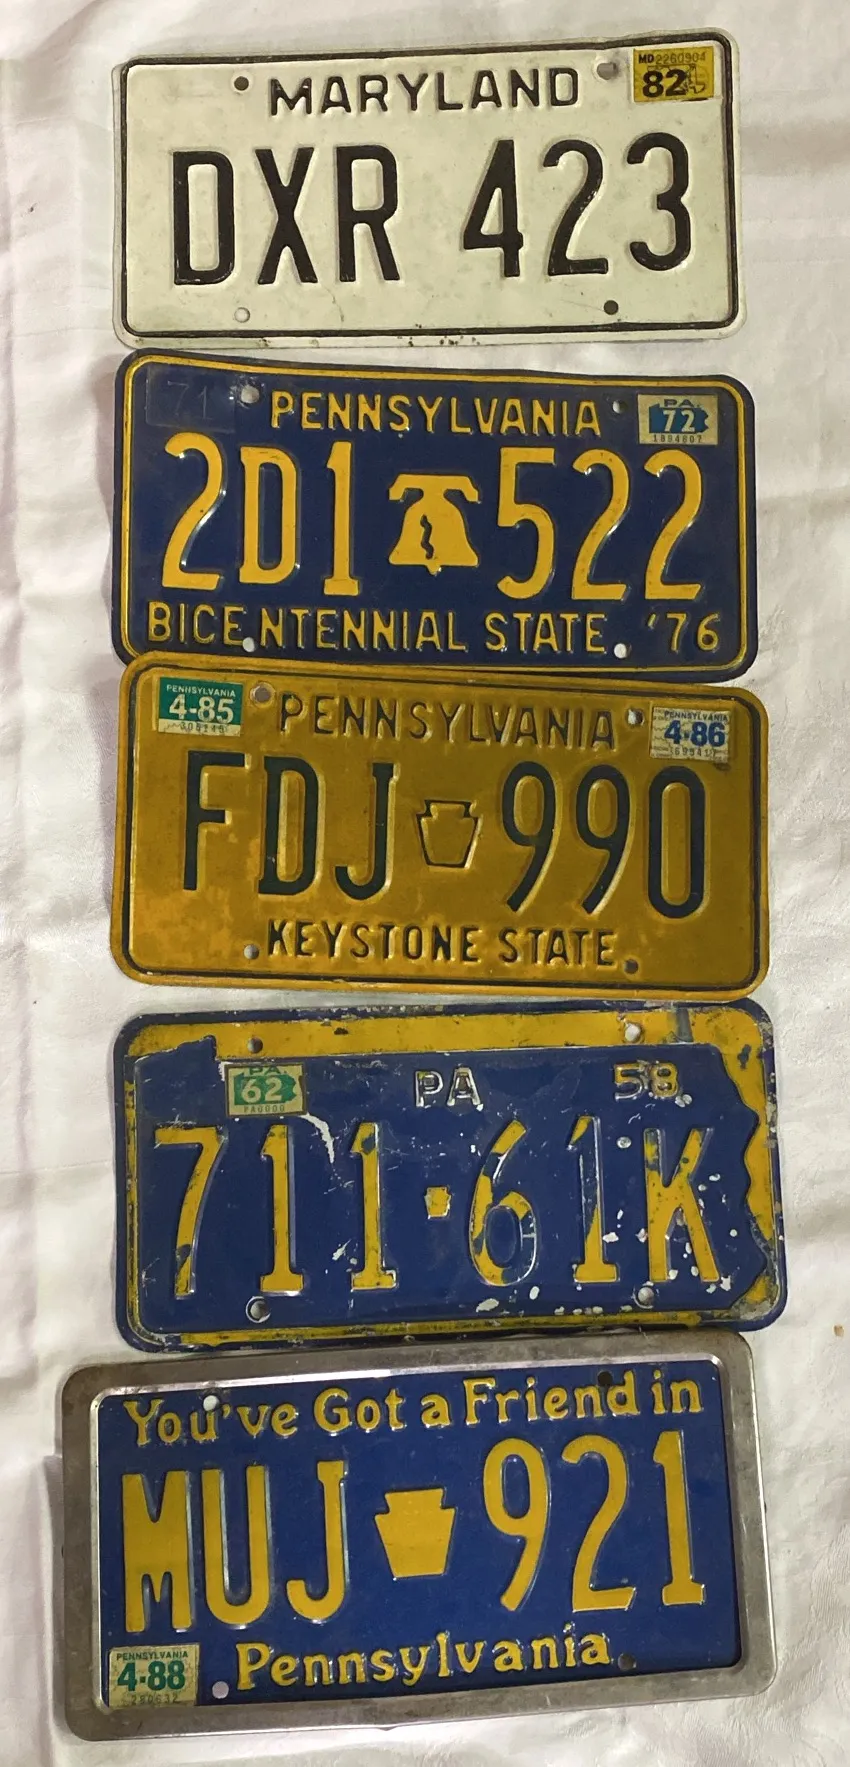 MARYLAND
MD 2260904
82
DXR 423
71
PENNSYLVANIA
PA.
72
2D1 522
BICENTENNIAL STATE '76
PENNSYLVANIA
4-85
PENNSYLVANIA
PENNSYLVANIA
4-86
FDJ 990
KEYSTONE STATE
PA
62
PA0000
PA 58
711 61K
You've Got a Friend in
MUJ 921
PENNSYLVANIA
4-88
Pennsylvania